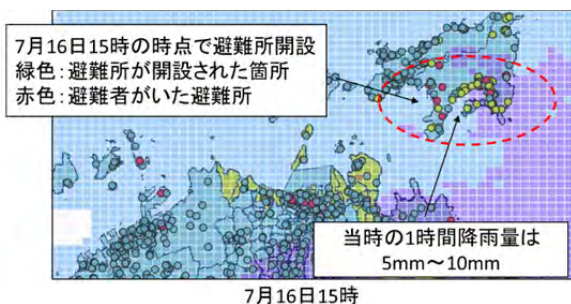 7月16日15時の時点で避難所開設
緑色：避難所が開設された箇所
赤色：避難者がいた避難所
当時の1時間降雨量は
5mm～10mm
7月16日15時